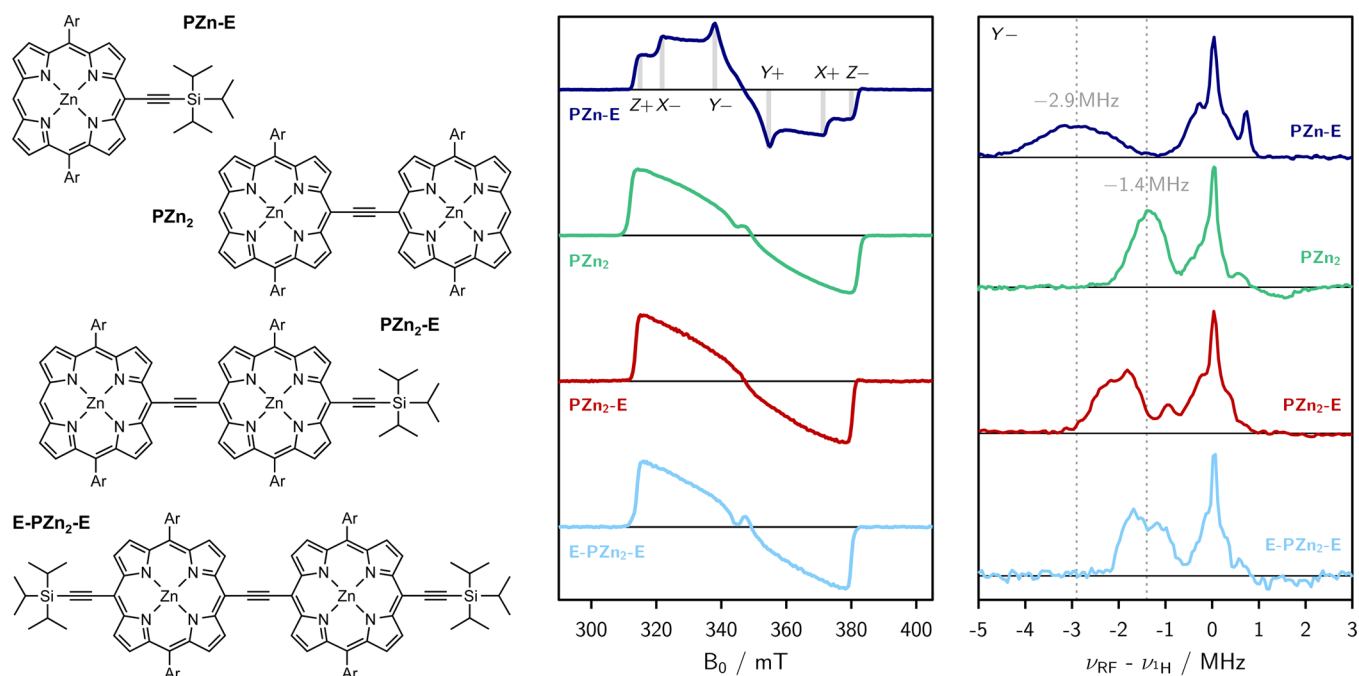 PZn-E
Ar
N N
Zn
N N
Si
Ar
PZn2
Ar Ar
N N N N
Zn Zn
N N N N
Ar Ar
PZn2-E
Ar Ar
N N N N
Zn Zn Si
N N N N
Ar Ar
E-PZn2-E
Ar Ar
N N N N
Si Zn Zn Si
N N N N
Ar Ar
Z+ X− Y− Y+ X+ Z−
PZn-E
PZn2
PZn2-E
E-PZn2-E
300 320 340 360 380 400
B0 / mT
Y−
−2.9 MHz
PZn-E
−1.4 MHz
PZn2
PZn2-E
E-PZn2-E
-5 -4 -3 -2 -1 0 1 2 3
νRF - ν1H / MHz